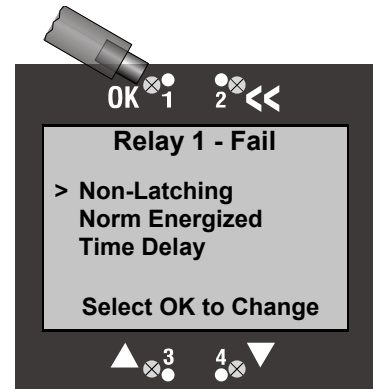 OK 1 2 <<
Relay 1 - Fail
> Non-Latching
Norm Energized
Time Delay
Select OK to Change
3 4